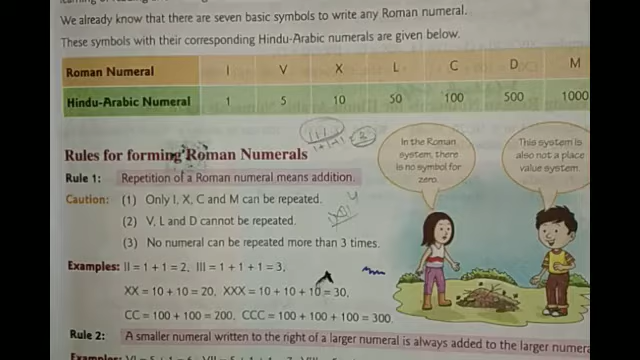 We already know that there are seven basic symbols to write any Roman numeral.
These symbols with their corresponding Hindu-Arabic numerals are given below.
Roman Numeral I V X L C D M
Hindu-Arabic Numeral 1 5 10 50 100 500 1000
Rules for forming Roman Numerals
Rule 1: Repetition of a Roman numeral means addition.
Caution: (1) Only I, X, C and M can be repeated.
(2) V, L and D cannot be repeated.
(3) No numeral can be repeated more than 3 times.
Examples: II = 1 + 1 = 2, III = 1 + 1 + 1 = 3,
XX = 10 + 10 = 20, XXX = 10 + 10 + 10 = 30,
CC = 100 + 100 = 200, CCC = 100 + 100 + 100 = 300.
In the Roman
system, there
is no symbol for
zero.
This system is
also not a place
value system.
Rule 2: A smaller numeral written to the right of a larger numeral is always added to the larger